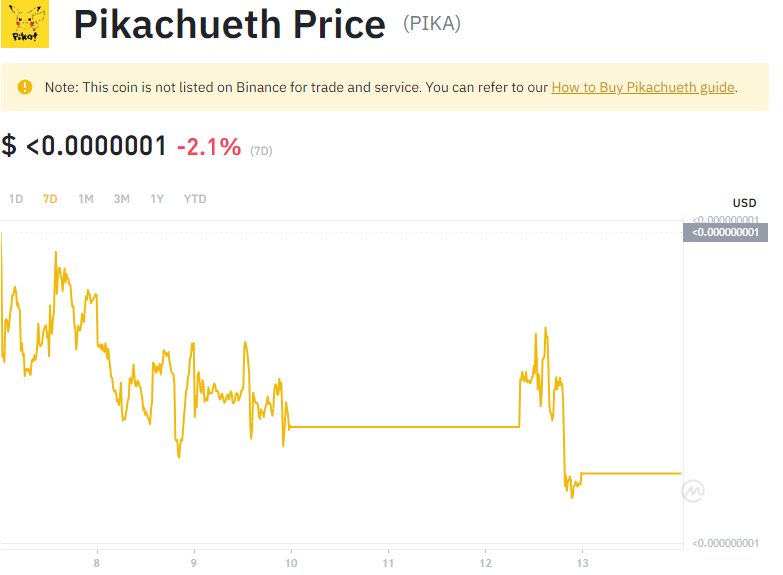 Pikachueth Price (PIKA)
Pika!
Note: This coin is not listed on Binance for trade and service. You can refer to our How to Buy Pikachueth guide.
$ <0.0000001 -2.1% (7D)
1D 7D 1M 3M 1Y YTD
USD
<0.000000001
<0.000000001
<0.000000001
8 9 10 11 12 13